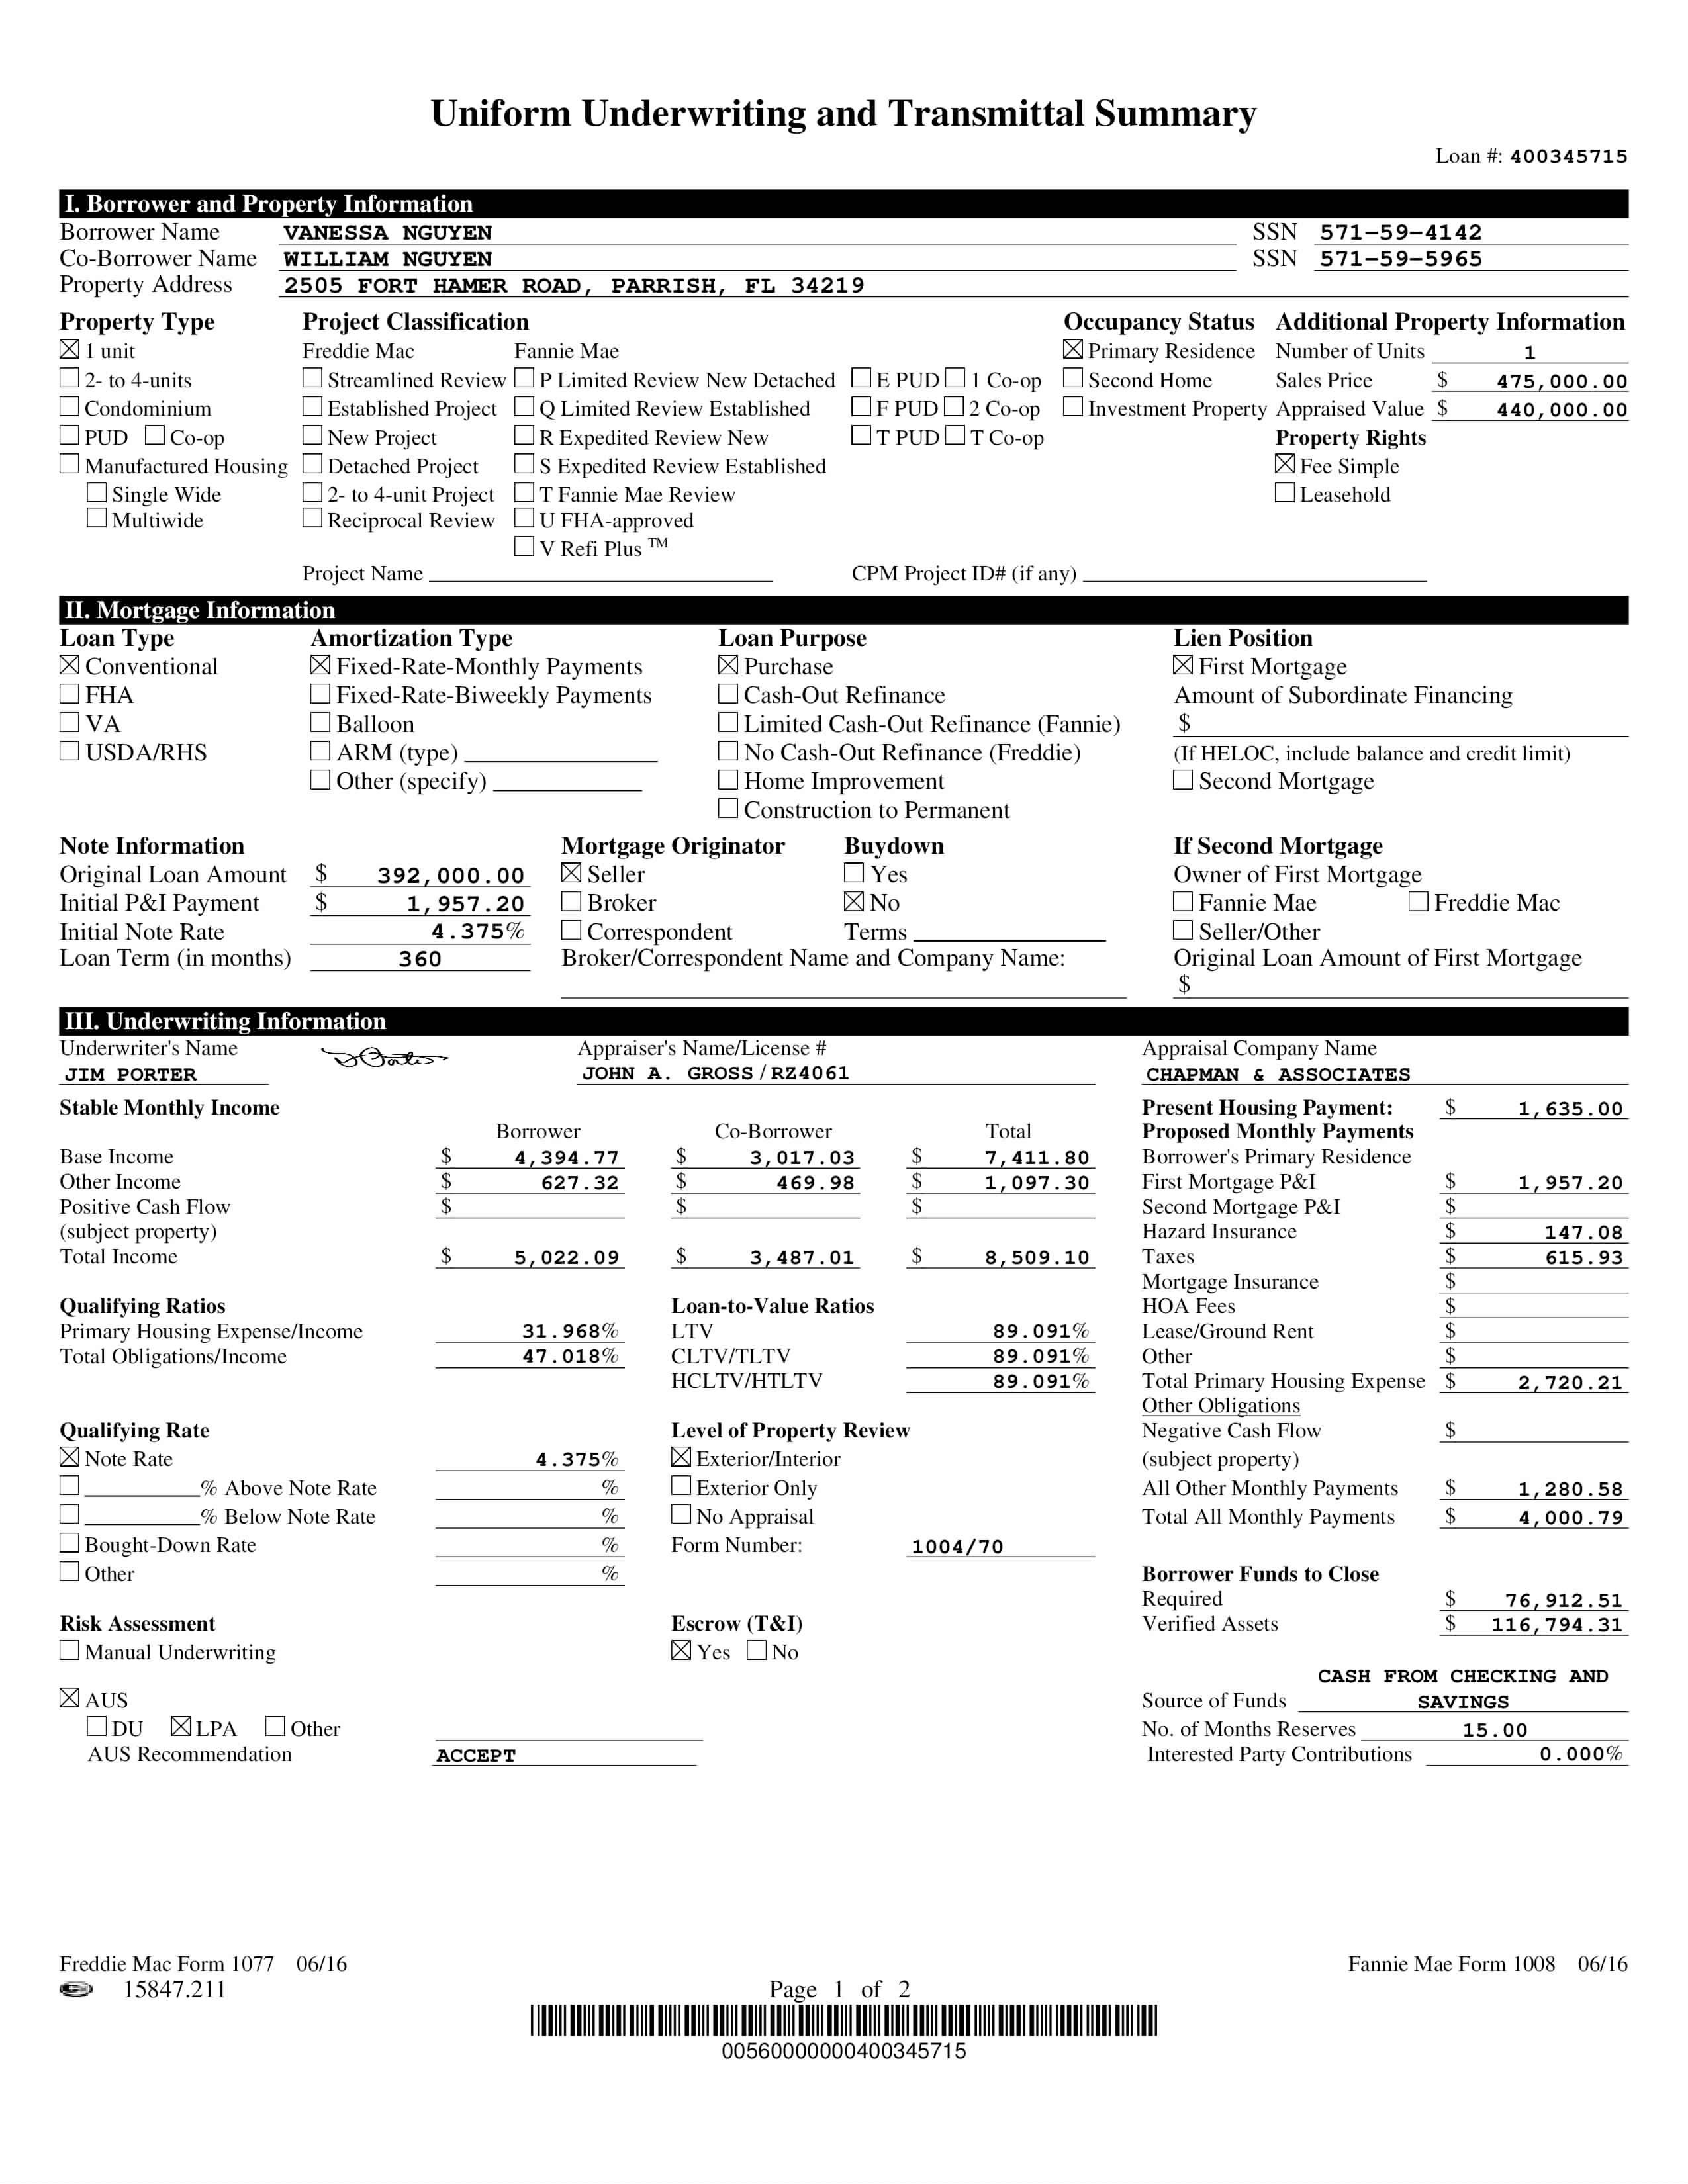 Uniform Underwriting and Transmittal Summary
Loan #: 400345715
I. Borrower and Property Information
Borrower Name VANESSA NGUYEN SSN 571-59-4142
Co-Borrower Name WILLIAM NGUYEN SSN 571-59-5965
Property Address 2505 FORT HAMER ROAD, PARRISH, FL 34219
Property Type Project Classification Occupancy Status Additional Property Information
1 unit Freddie Mac Fannie Mae Primary Residence Number of Units 1
2- to 4-units Streamlined Review P Limited Review New Detached E PUD 1 Co-op Second Home Sales Price $ 475,000.00
Condominium Established Project Q Limited Review Established F PUD 2 Co-op Investment Property Appraised Value $ 440,000.00
PUD Co-op New Project R Expedited Review New T PUD T Co-op Property Rights
Manufactured Housing Detached Project S Expedited Review Established Fee Simple
Single Wide 2- to 4-unit Project T Fannie Mae Review Leasehold
Multiwide Reciprocal Review U FHA-approved
V Refi Plus TM
Project Name CPM Project ID# (if any)
II. Mortgage Information
Loan Type Amortization Type Loan Purpose Lien Position
Conventional Fixed-Rate-Monthly Payments Purchase First Mortgage
FHA Fixed-Rate-Biweekly Payments Cash-Out Refinance Amount of Subordinate Financing
VA Balloon Limited Cash-Out Refinance (Fannie) $
USDA/RHS ARM (type) No Cash-Out Refinance (Freddie) (If HELOC, include balance and credit limit)
Other (specify) Home Improvement Second Mortgage
Construction to Permanent
Note Information Mortgage Originator Buydown If Second Mortgage
Original Loan Amount $ 392,000.00 Seller Yes Owner of First Mortgage
Initial P&I Payment $ 1,957.20 Broker No Fannie Mae Freddie Mac
Initial Note Rate 4.375% Correspondent Terms Seller/Other
Loan Term (in months) 360 Broker/Correspondent Name and Company Name: Original Loan Amount of First Mortgage
$
III. Underwriting Information
Underwriter's Name Appraiser's Name/License # Appraisal Company Name
JIM PORTER JOHN A. GROSS / RZ4061 CHAPMAN & ASSOCIATES
Stable Monthly Income Present Housing Payment: $ 1,635.00
Borrower Co-Borrower Total Proposed Monthly Payments
Base Income $ 4,394.77 $ 3,017.03 $ 7,411.80 Borrower's Primary Residence
Other Income $ 627.32 $ 469.98 $ 1,097.30 First Mortgage P&I $ 1,957.20
Positive Cash Flow $ $ $ Second Mortgage P&I $
(subject property) Hazard Insurance $ 147.08
Total Income $ 5,022.09 $ 3,487.01 $ 8,509.10 Taxes $ 615.93
Mortgage Insurance $
Qualifying Ratios Loan-to-Value Ratios HOA Fees $
Primary Housing Expense/Income 31.968% LTV 89.091% Lease/Ground Rent $
Total Obligations/Income 47.018% CLTV/TLTV 89.091% Other $
HCLTV/HTLTV 89.091% Total Primary Housing Expense $ 2,720.21
Other Obligations
Qualifying Rate Level of Property Review Negative Cash Flow $
Note Rate 4.375% Exterior/Interior (subject property)
% Above Note Rate % Exterior Only All Other Monthly Payments $ 1,280.58
% Below Note Rate % No Appraisal Total All Monthly Payments $ 4,000.79
Bought-Down Rate % Form Number: 1004/70
Other % Borrower Funds to Close
Required $ 76,912.51
Risk Assessment Escrow (T&I) Verified Assets $ 116,794.31
Manual Underwriting Yes No
CASH FROM CHECKING AND
AUS Source of Funds SAVINGS
DU LPA Other No. of Months Reserves 15.00
AUS Recommendation ACCEPT Interested Party Contributions 0.000%
Freddie Mac Form 1077 06/16 Fannie Mae Form 1008 06/16
15847.211 Page 1 of 2
00560000000400345715